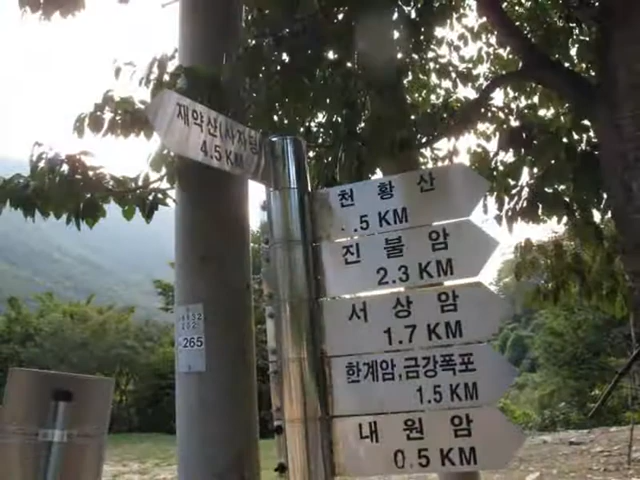 재약산(사자평)
4.5 KM
천 황 산
.5 KM
진 불 암
2.3 KM
서 상 암
1.7 KM
한계암,금강폭포
1.5 KM
내 원 암
0.5 KM
265